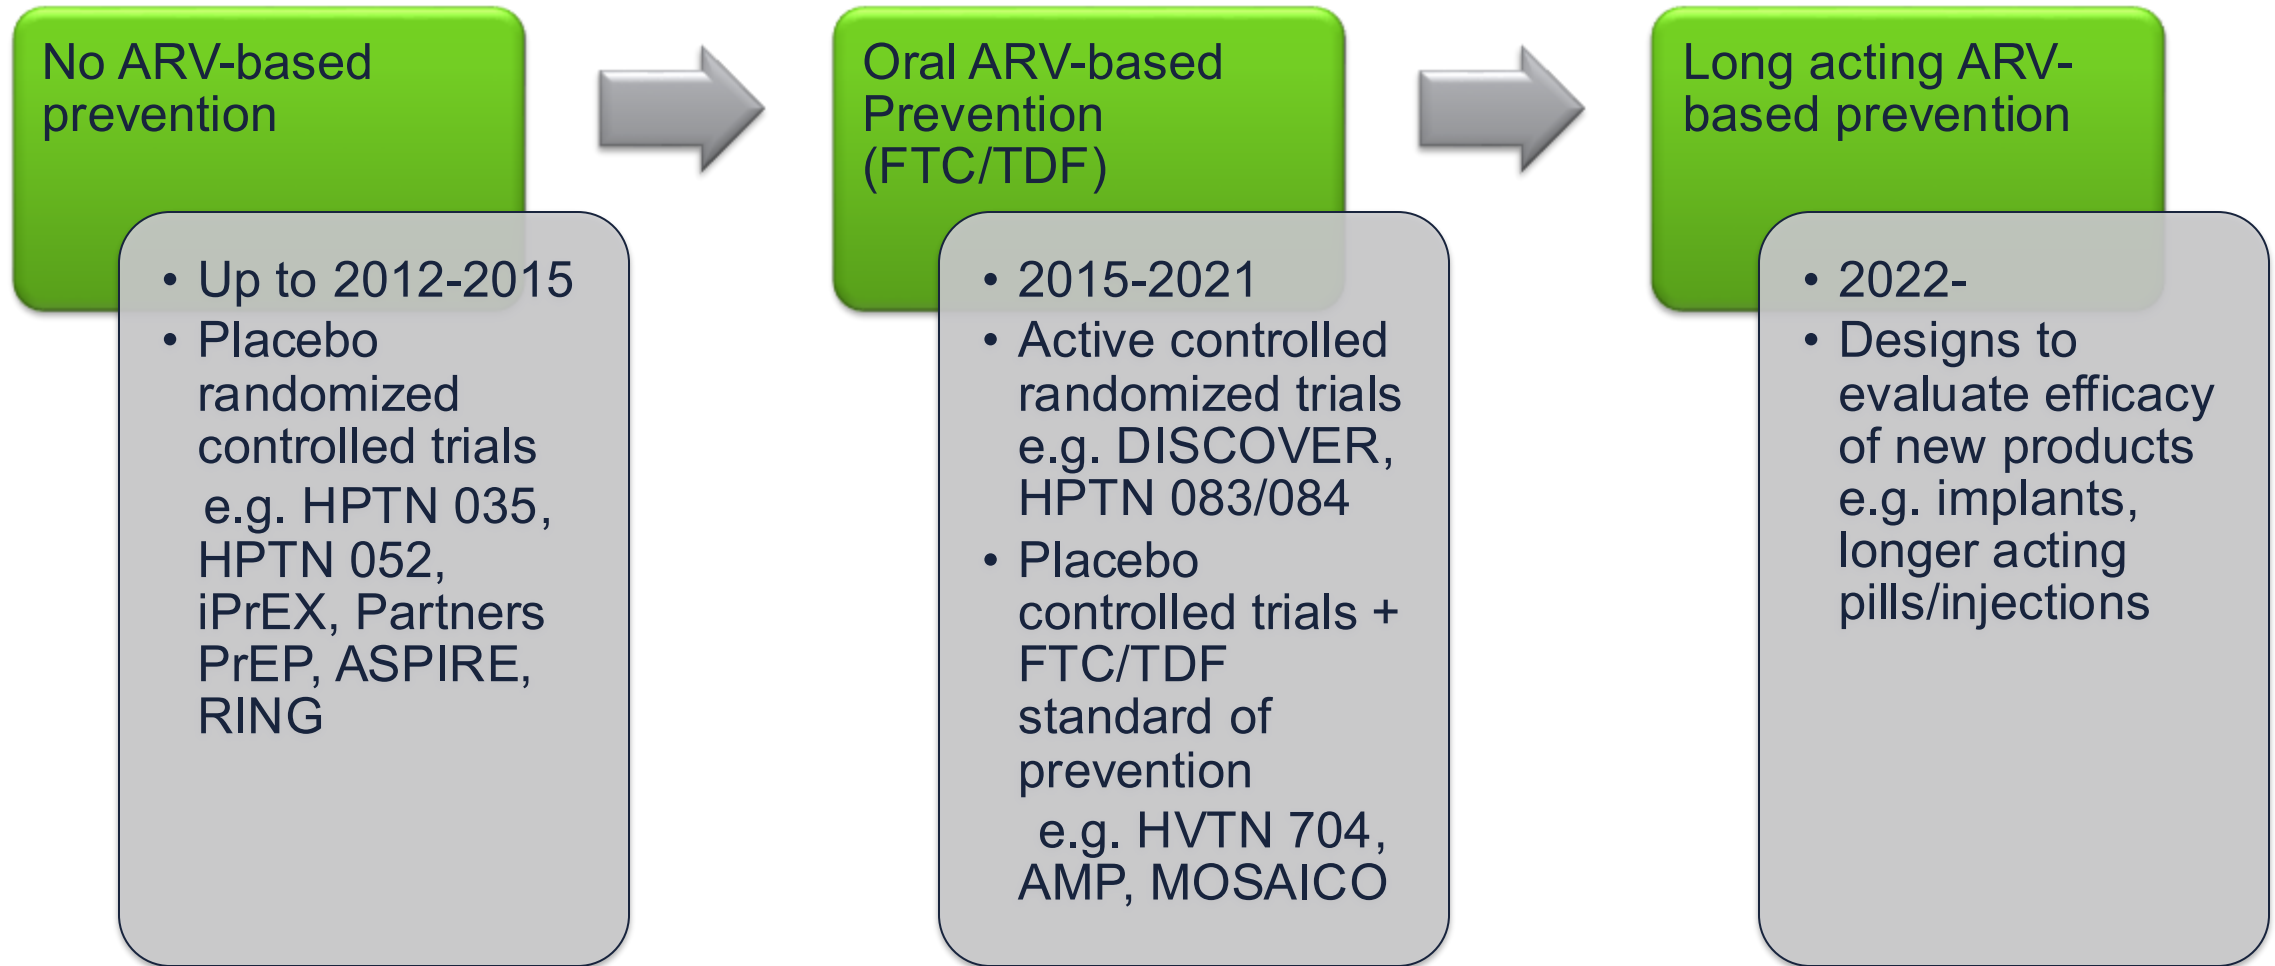 No ARV-based
prevention
• Up to 2012-2015
• Placebo
randomized
controlled trials
e.g. HPTN 035,
HPTN 052,
iPrEX, Partners
PrEP, ASPIRE,
RING
Oral ARV-based
Prevention
(FTC/TDF)
• 2015-2021
• Active controlled
randomized trials
e.g. DISCOVER,
HPTN 083/084
• Placebo
controlled trials +
FTC/TDF
standard of
prevention
e.g. HVTN 704,
AMP, MOSAICO
Long acting ARV-
based prevention
• 2022-
• Designs to
evaluate efficacy
of new products
e.g. implants,
longer acting
pills/injections